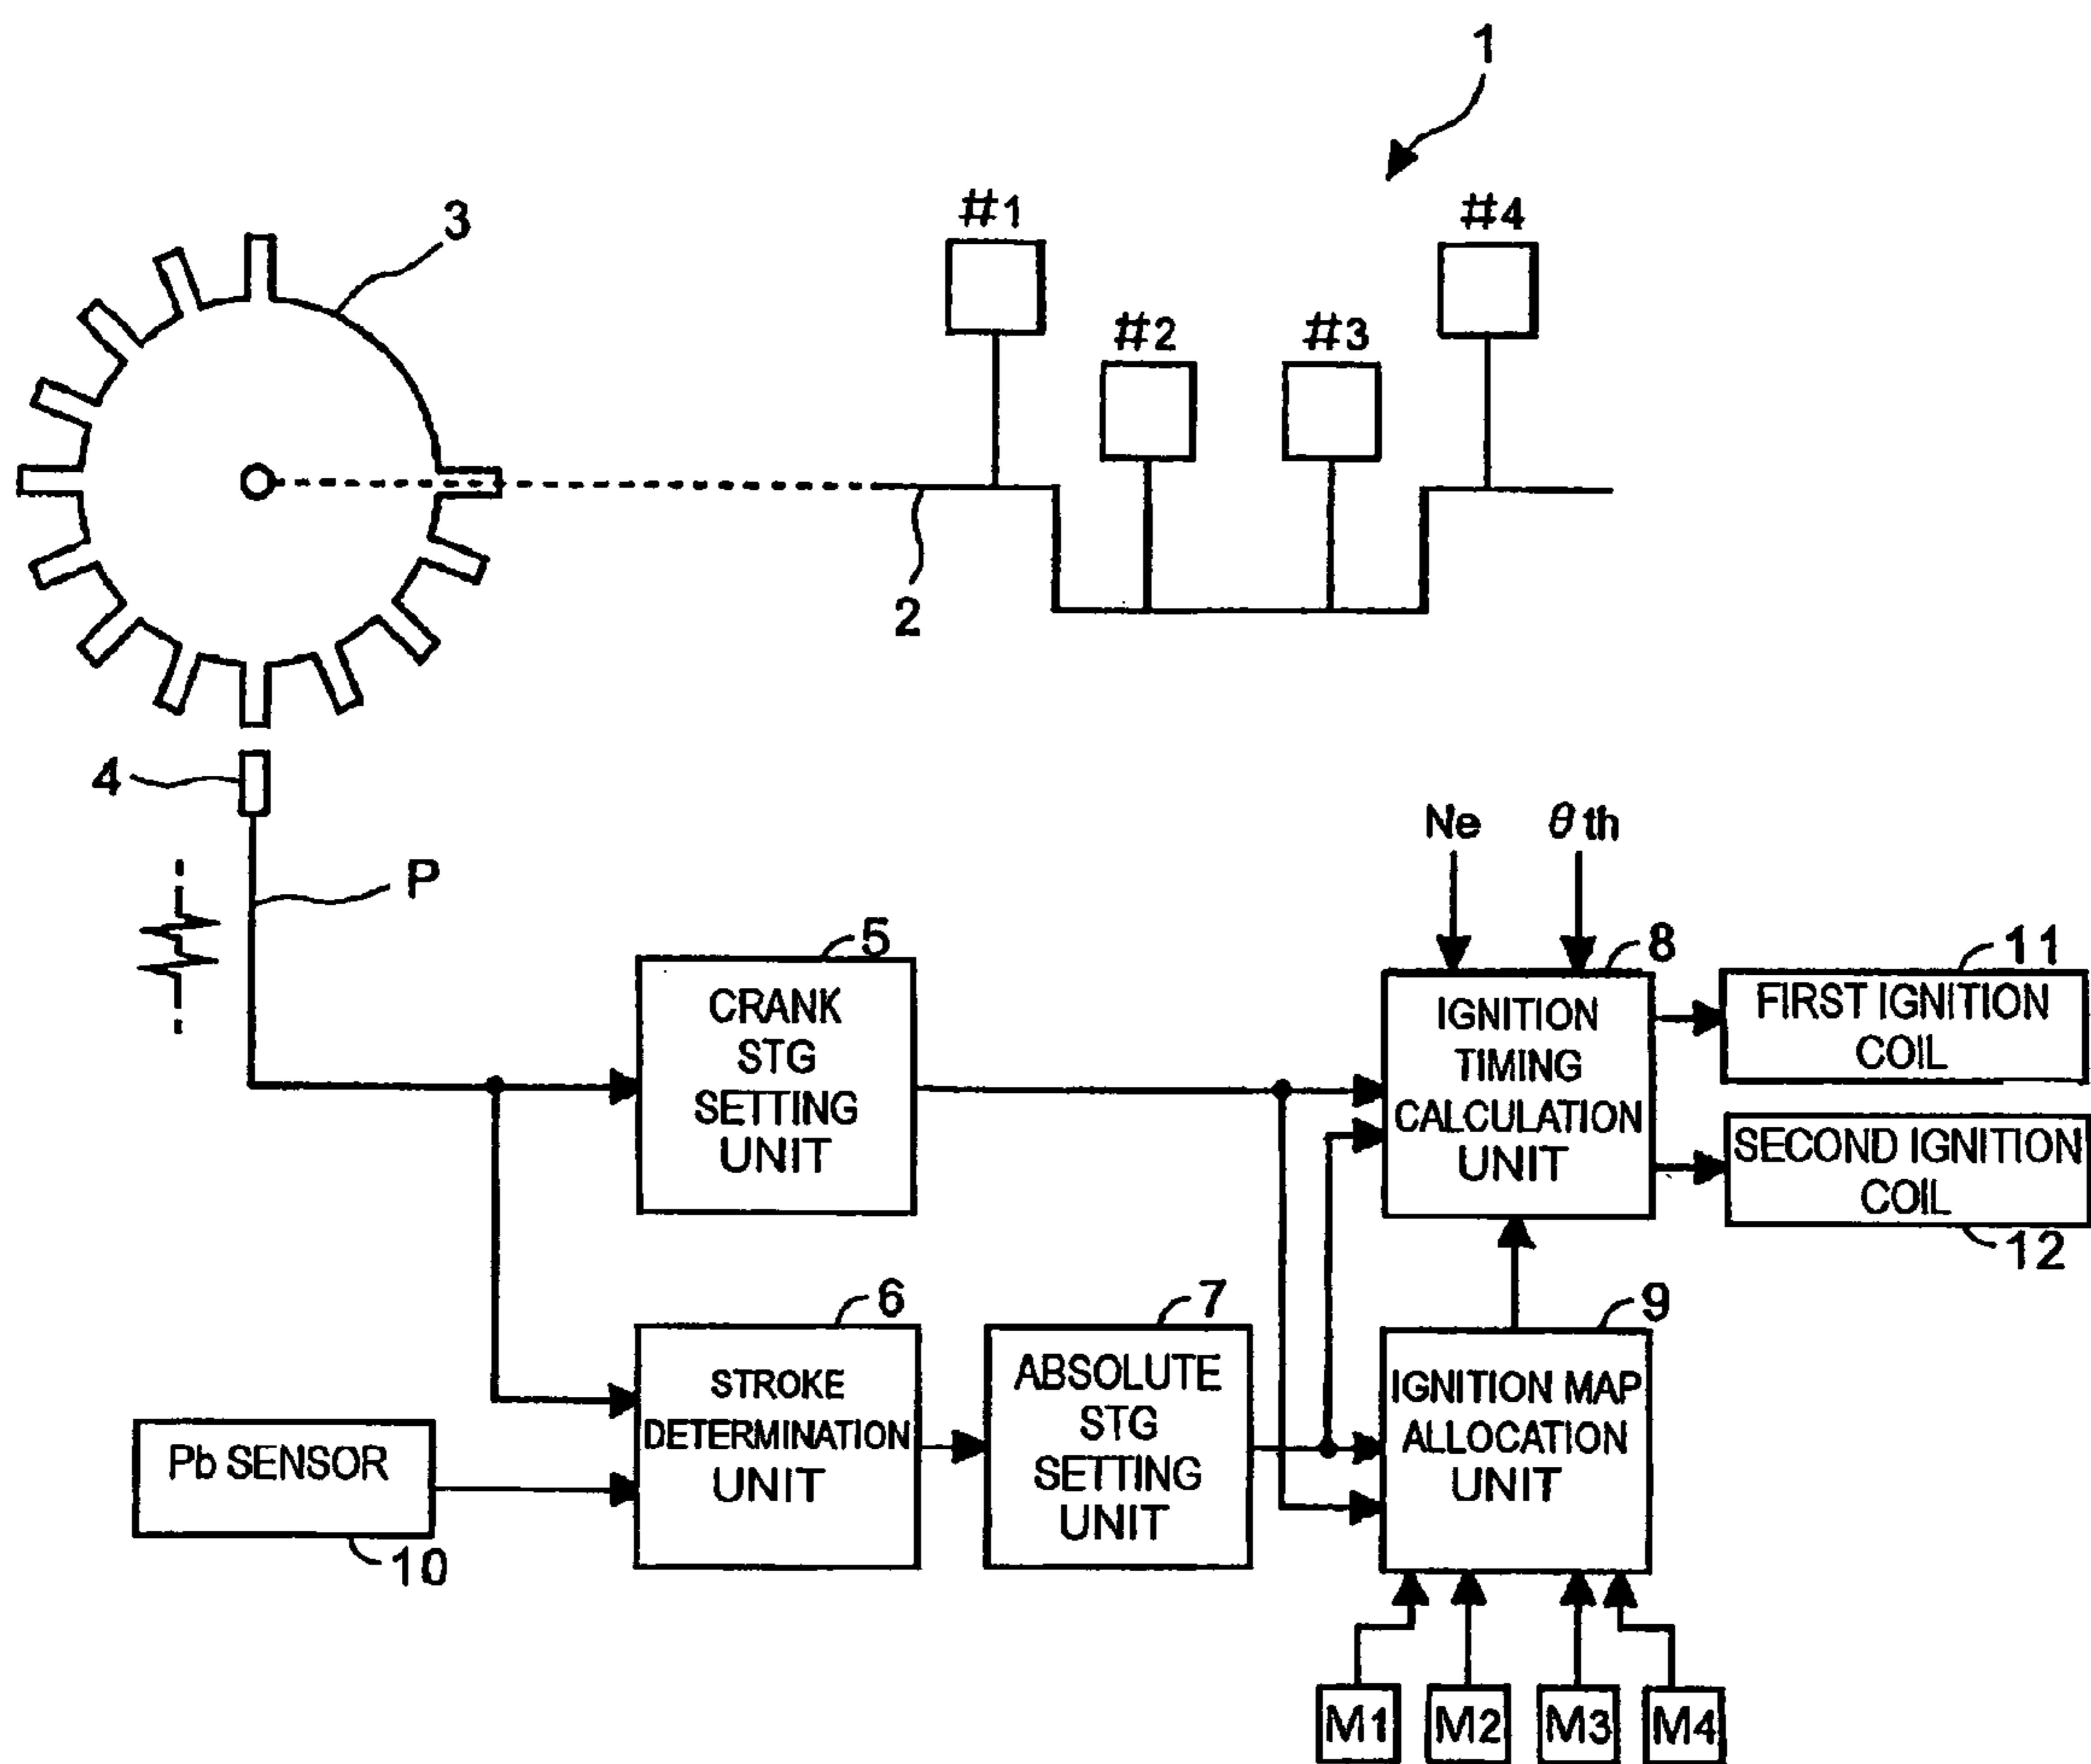 1
3
#1
#4
#2
#3
2
4
P
Ne
θth
5
8
11
CRANK
STG
SETTING
UNIT
IGNITION
TIMING
CALCULATION
UNIT
FIRST IGNITION
COIL
SECOND IGNITION
COIL
12
6
7
9
STROKE
DETERMINATION
UNIT
ABSOLUTE
STG
SETTING
UNIT
IGNITION MAP
ALLOCATION
UNIT
Pb SENSOR
10
M1
M2
M3
M4